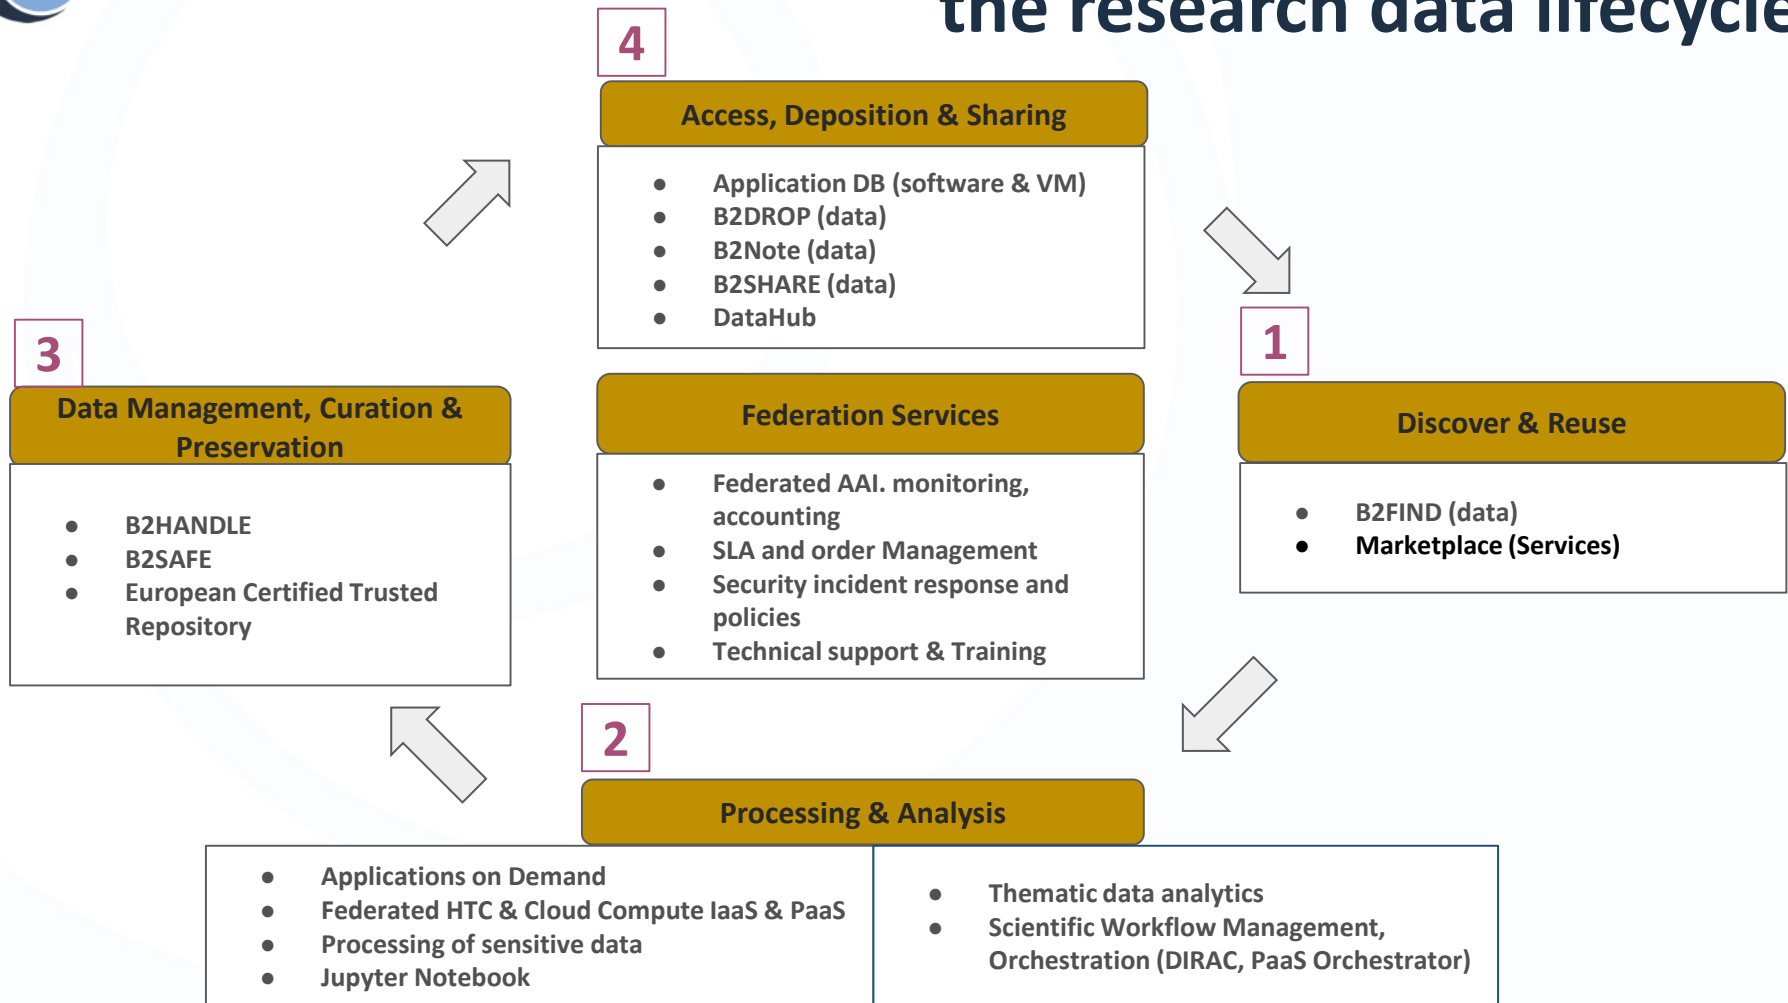 the research data lifecycle
4
Access, Deposition & Sharing
● Application DB (software & VM)
● B2DROP (data)
● B2Note (data)
● B2SHARE (data)
● DataHub
3
Data Management, Curation &
Preservation
● B2HANDLE
● B2SAFE
● European Certified Trusted
Repository
Federation Services
● Federated AAI. monitoring,
accounting
● SLA and order Management
● Security incident response and
policies
● Technical support & Training
1
Discover & Reuse
● B2FIND (data)
● Marketplace (Services)
2
Processing & Analysis
● Applications on Demand
● Federated HTC & Cloud Compute IaaS & PaaS
● Processing of sensitive data
● Jupyter Notebook
● Thematic data analytics
● Scientific Workflow Management,
Orchestration (DIRAC, PaaS Orchestrator)